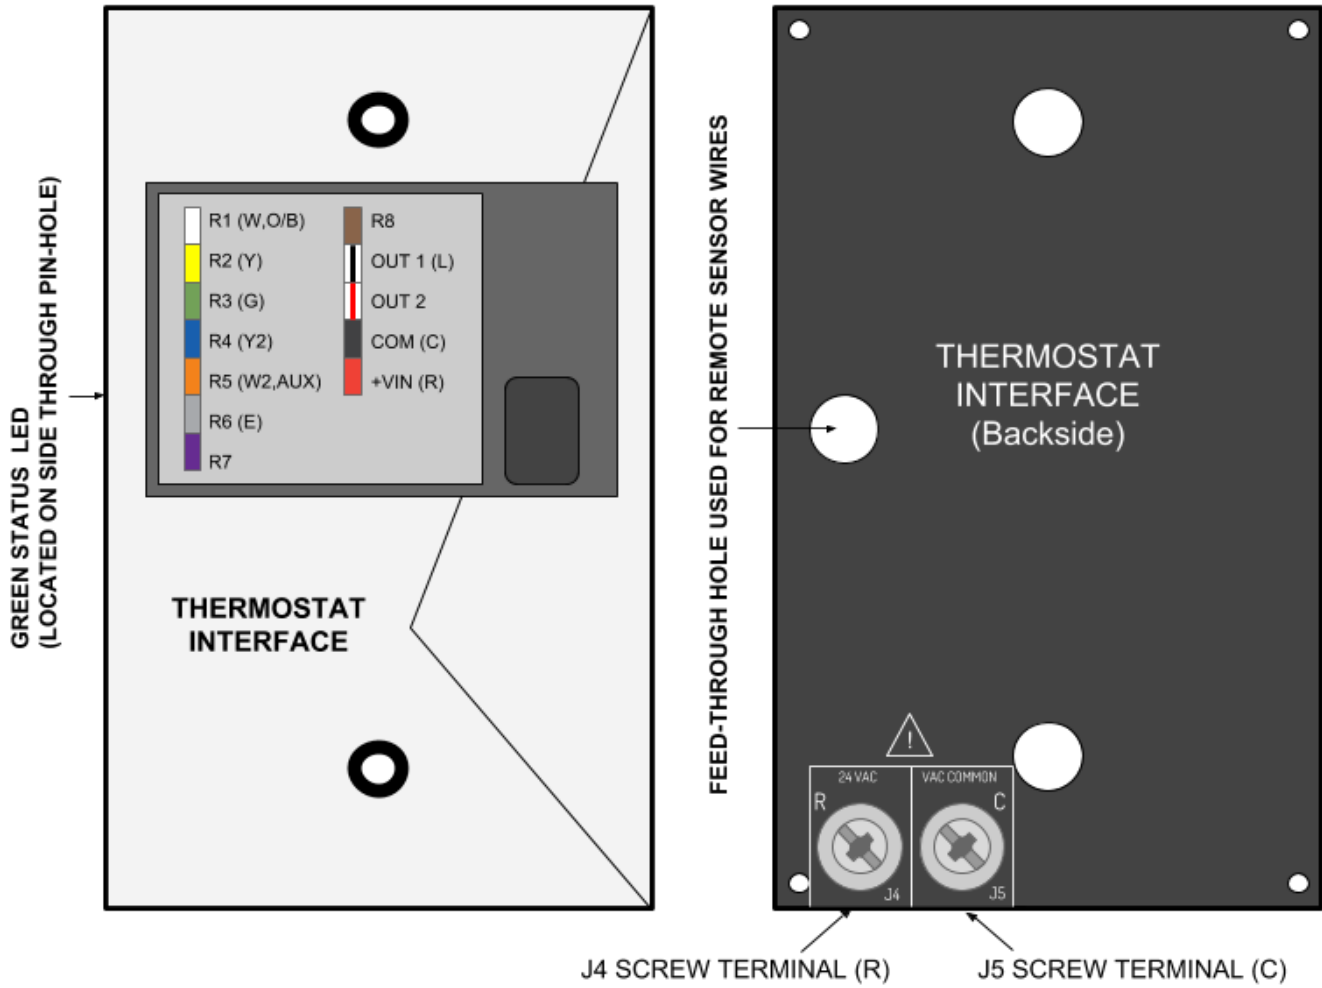 GREEN STATUS LED
(LOCATED ON SIDE THROUGH PIN-HOLE)
R1 (W,O/B)
R2 (Y)
R3 (G)
R4 (Y2)
R5 (W2,AUX)
R6 (E)
R7
R8
OUT 1 (L)
OUT 2
COM (C)
+VIN (R)
THERMOSTAT
INTERFACE
FEED-THROUGH HOLE USED FOR REMOTE SENSOR WIRES
THERMOSTAT
INTERFACE
(Backside)
!
24 VAC
R
J4
VAC COMMON
C
J5
J4 SCREW TERMINAL (R)
J5 SCREW TERMINAL (C)